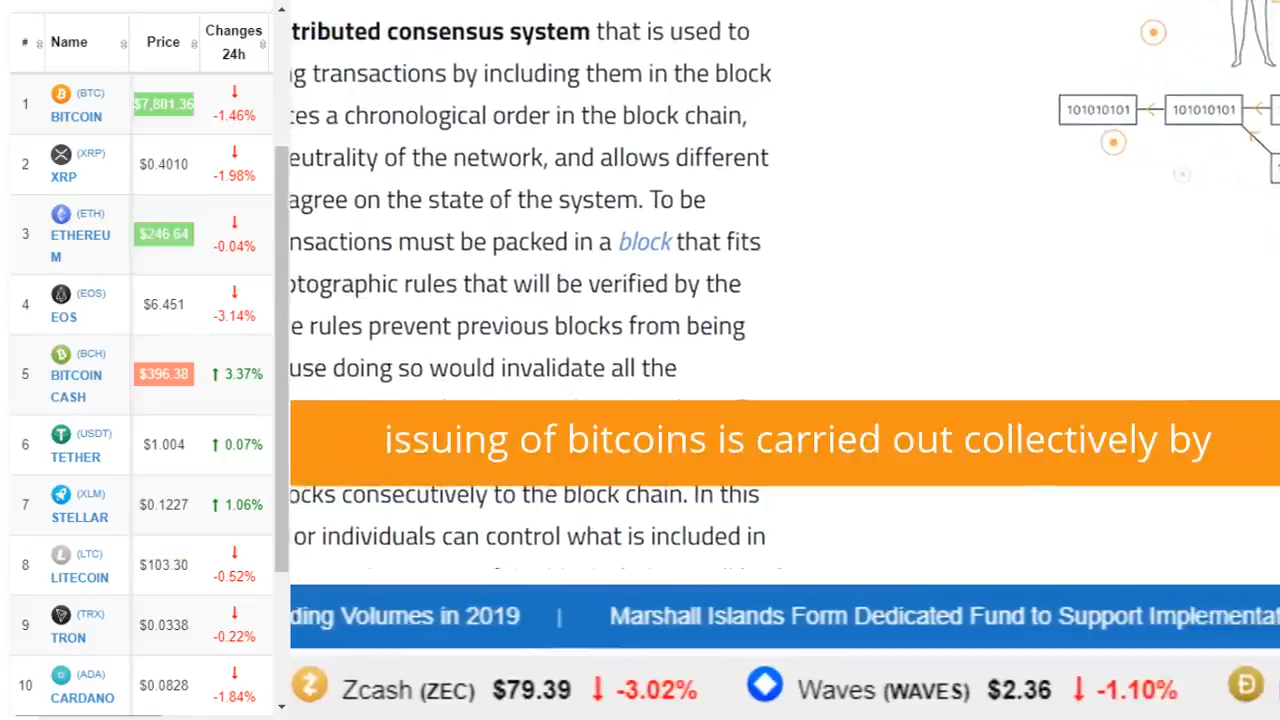 # Name Price Changes 24h
1 (BTC) BITCOIN $7,801.36 -1.46%
2 (XRP) XRP $0.4010 -1.98%
3 (ETH) ETHEREUM $246.64 -0.04%
4 (EOS) EOS $6.451 -3.14%
5 (BCH) BITCOIN CASH $396.38 3.37%
6 (USDT) TETHER $1.004 0.07%
7 (XLM) STELLAR $0.1227 1.06%
8 (LTC) LITECOIN $103.30 -0.52%
9 (TRX) TRON $0.0338 -0.22%
10 (ADA) CARDANO $0.0828 -1.84%
tributed consensus system that is used to
g transactions by including them in the block
es a chronological order in the block chain,
eutrality of the network, and allows different
agree on the state of the system. To be
nsactions must be packed in a block that fits
tographic rules that will be verified by the
e rules prevent previous blocks from being
use doing so would invalidate all the
issuing of bitcoins is carried out collectively by
ocks consecutively to the block chain. In this
or individuals can control what is included in
101010101 101010101
ding Volumes in 2019 | Marshall Islands Form Dedicated Fund to Support Implementat
Zcash (ZEC) $79.39 -3.02% Waves (WAVES) $2.36 -1.10%